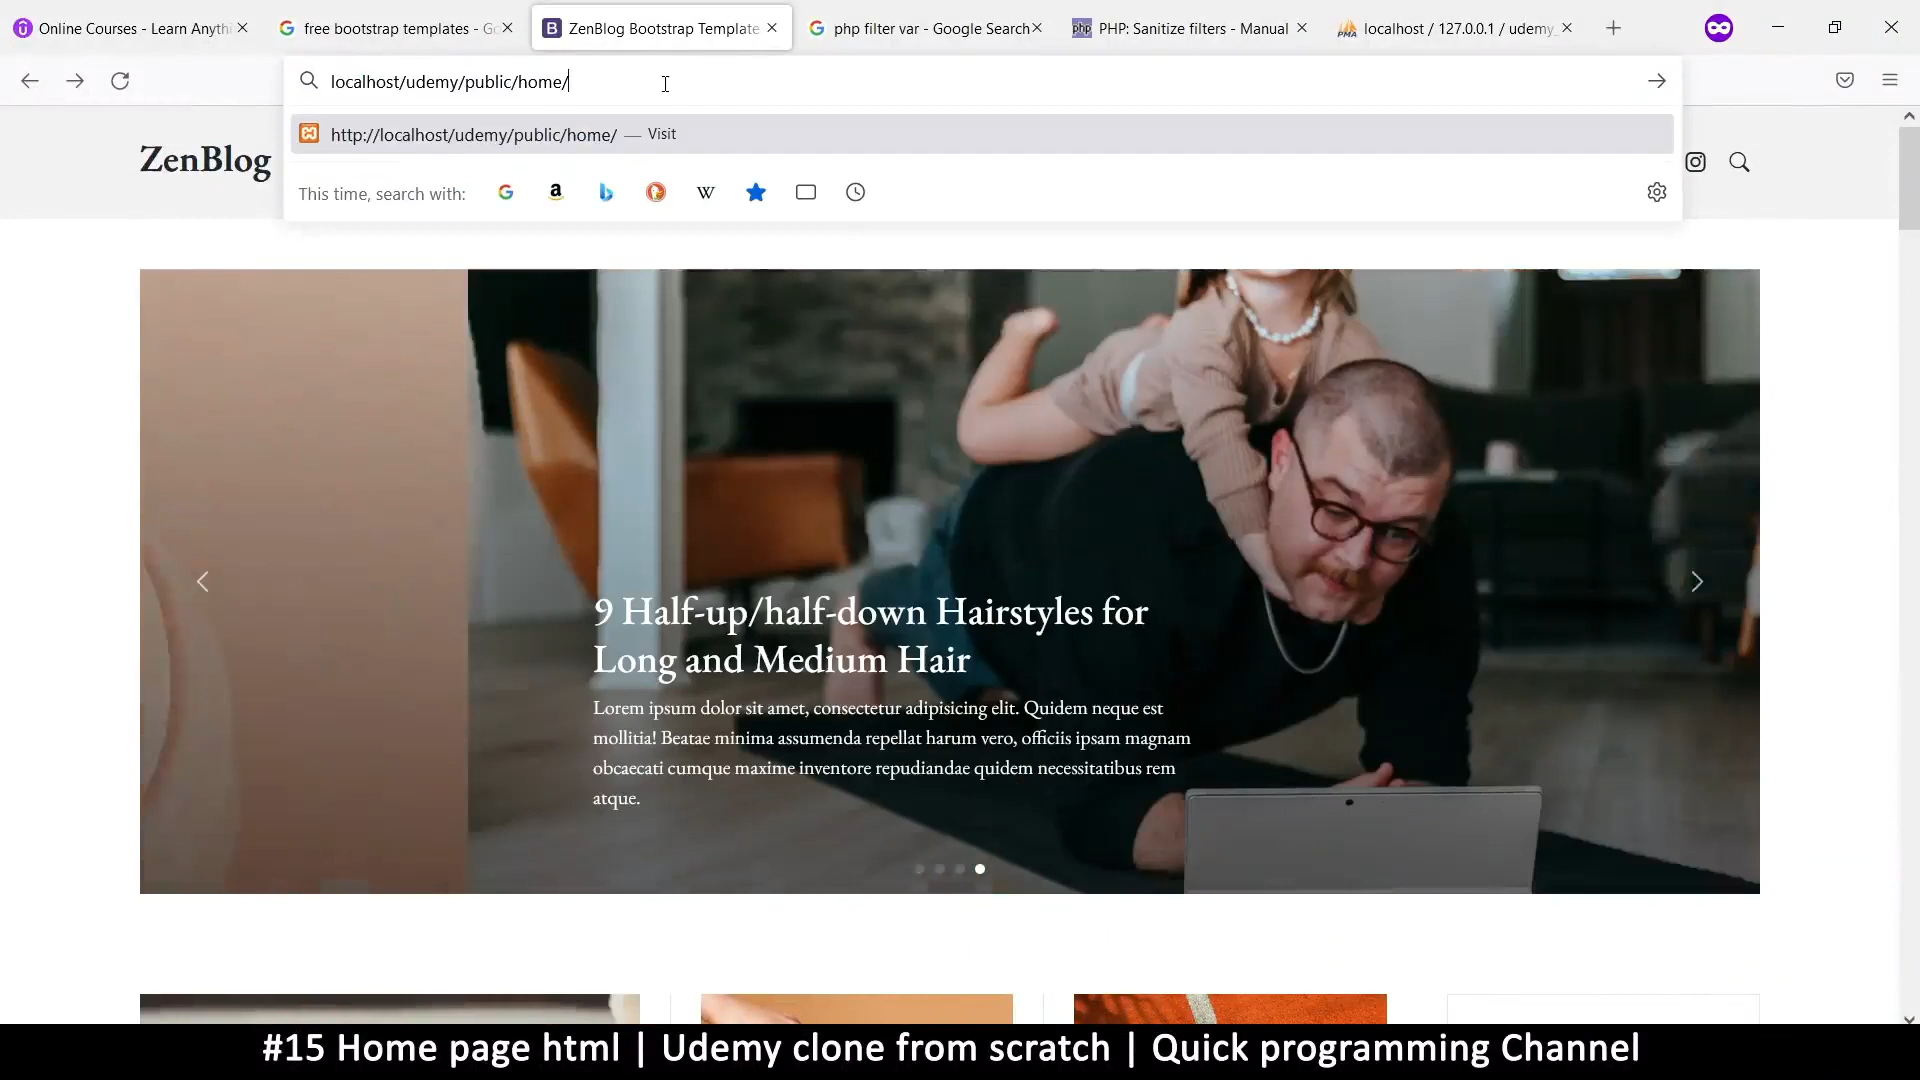 Online Courses - Learn Anythi
free bootstrap templates - Go
ZenBlog Bootstrap Template
php filter var - Google Search
PHP: Sanitize filters - Manual
localhost / 127.0.0.1 / udemy_
localhost/udemy/public/home/
http://localhost/udemy/public/home/ — Visit
This time, search with:
ZenBlog
9 Half-up/half-down Hairstyles for
Long and Medium Hair
Lorem ipsum dolor sit amet, consectetur adipisicing elit. Quidem neque est
mollitia! Beatae minima assumenda repellat harum vero, officiis ipsam magnam
obcaecati cumque maxime inventore repudiandae quidem necessitatibus rem
atque.
#15 Home page html | Udemy clone from scratch | Quick programming Channel